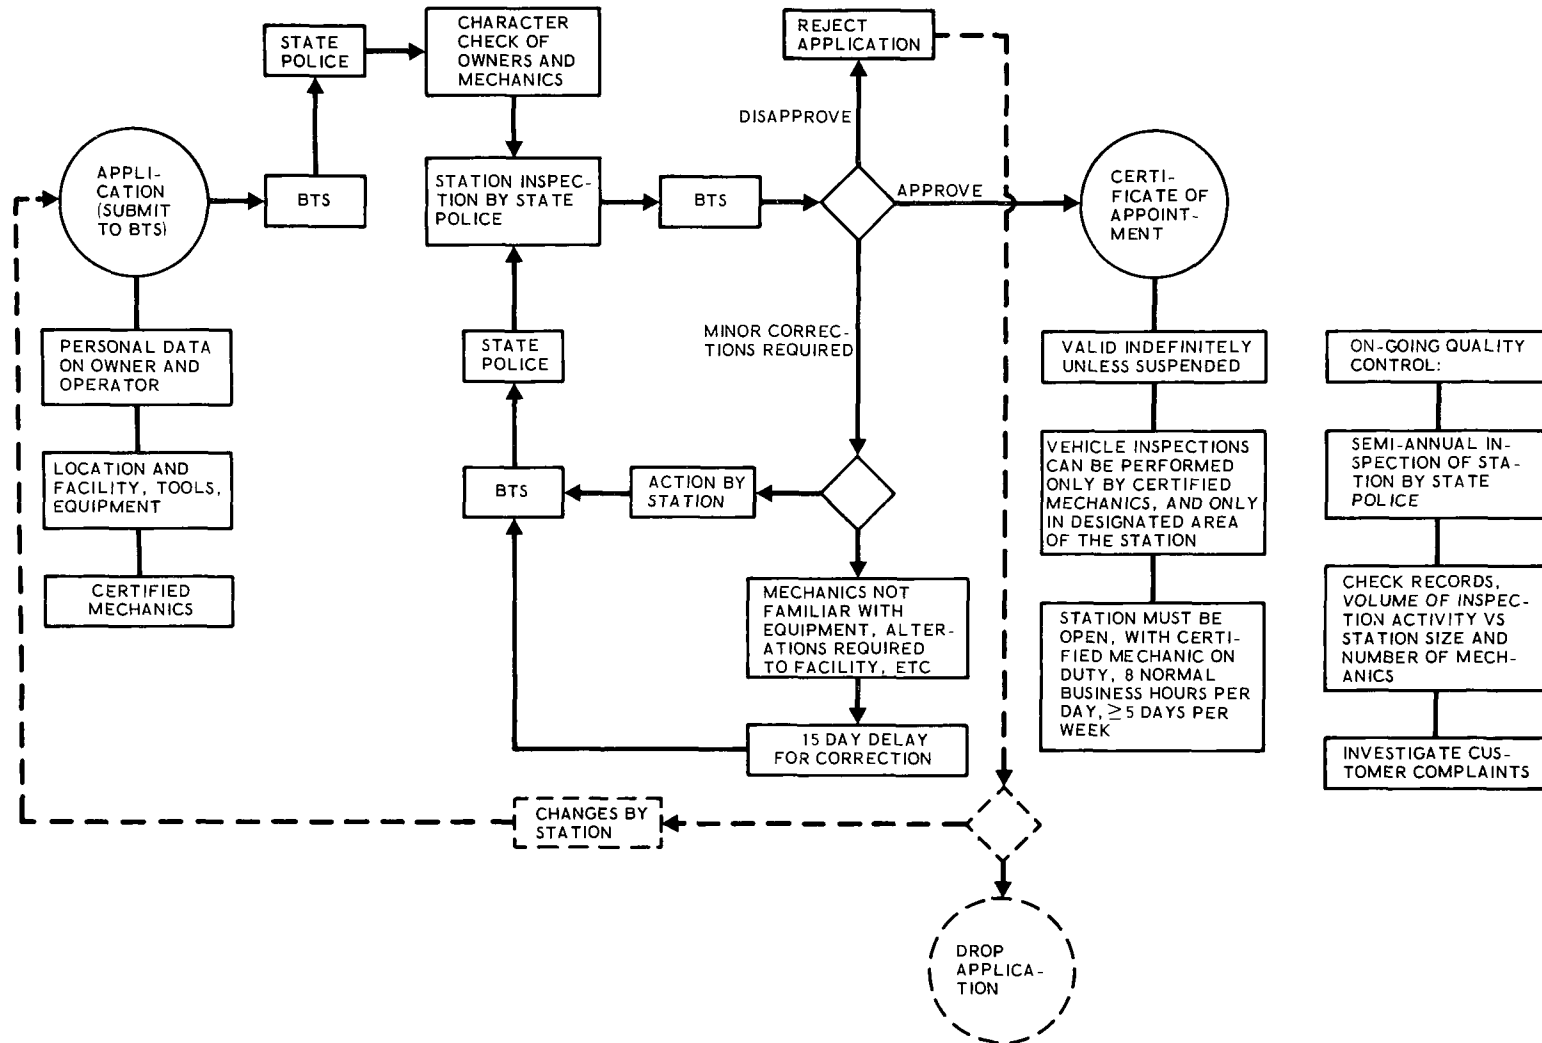 APPLI-
CATION
(SUBMIT
TO BTS)
PERSONAL DATA
ON OWNER AND
OPERATOR
LOCATION AND
FACILITY, TOOLS,
EQUIPMENT
CERTIFIED
MECHANICS
BTS
STATE
POLICE
CHARACTER
CHECK OF
OWNERS AND
MECHANICS
STATION INSPEC-
TION BY STATE
POLICE
BTS
DISAPPROVE
REJECT
APPLICATION
APPROVE
CERTI-
FICATE OF
APPOINT-
MENT
MINOR CORREC-
TIONS REQUIRED
STATE
POLICE
BTS
ACTION BY
STATION
MECHANICS NOT
FAMILIAR WITH
EQUIPMENT, ALTER-
ATIONS REQUIRED
TO FACILITY, ETC
15 DAY DELAY
FOR CORRECTION
CHANGES BY
STATION
DROP
APPLICA-
TION
VALID INDEFINITELY
UNLESS SUSPENDED
VEHICLE INSPECTIONS
CAN BE PERFORMED
ONLY BY CERTIFIED
MECHANICS, AND ONLY
IN DESIGNATED AREA
OF THE STATION
STATION MUST BE
OPEN, WITH CERTI-
FIED MECHANIC ON
DUTY, 8 NORMAL
BUSINESS HOURS PER
DAY, ≥5 DAYS PER
WEEK
ON-GOING QUALITY
CONTROL:
SEMI-ANNUAL IN-
SPECTION OF STA-
TION BY STATE
POLICE
CHECK RECORDS,
VOLUME OF INSPEC-
TION ACTIVITY VS
STATION SIZE AND
NUMBER OF MECH-
ANICS
INVESTIGATE CUS-
TOMER COMPLAINTS